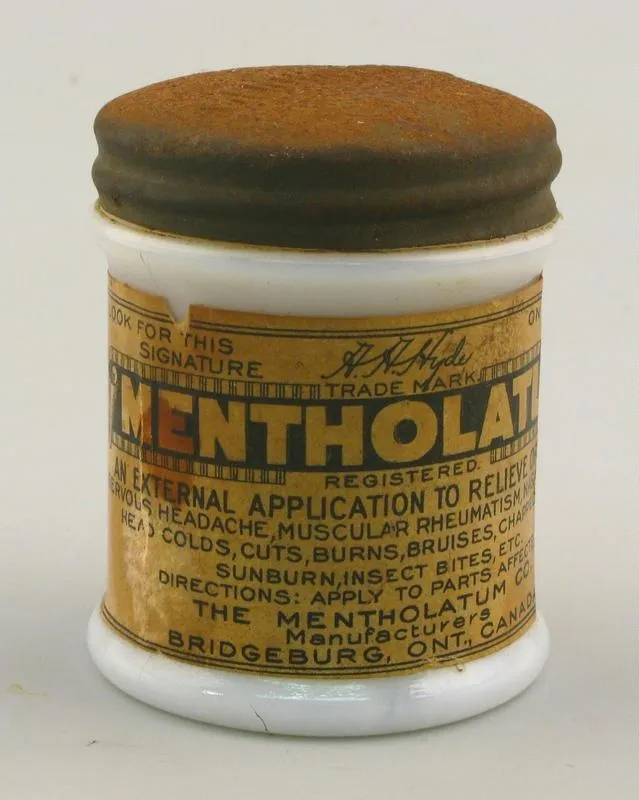 LOOK FOR THIS ON
SIGNATURE A.A. Hyde
TRADE MARK
MENTHOLAT
REGISTERED.
AN EXTERNAL APPLICATION TO RELIEVE
NERVOUS HEADACHE, MUSCULAR RHEUMATISM,
HEAD COLDS, CUTS, BURNS, BRUISES,
SUNBURN, INSECT BITES, ETC.
DIRECTIONS: APPLY TO PARTS AFFECT
THE MENTHOLATUM CO.
Manufacturers
BRIDGEBURG, ONT., CANADA